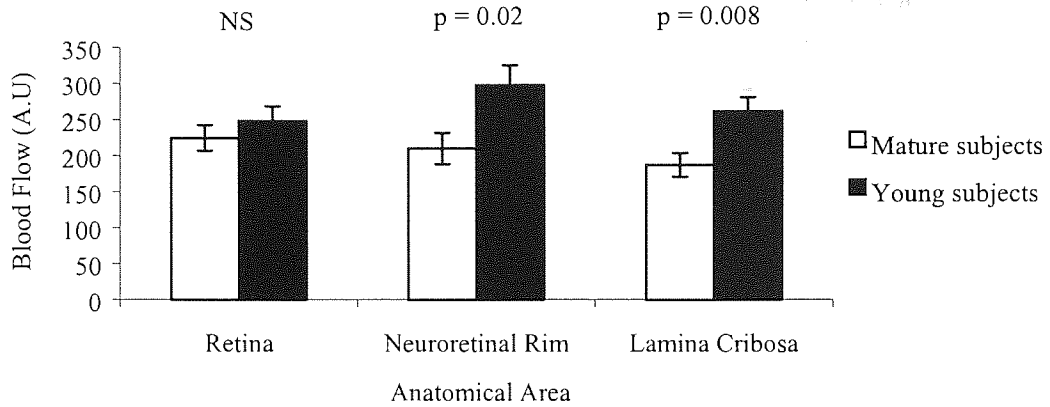 NS
p = 0.02
p = 0.008
350
300
250
200
150
100
50
0
Blood Flow (A.U)
Mature subjects
Young subjects
Retina
Neuroretinal Rim
Lamina Cribosa
Anatomical Area